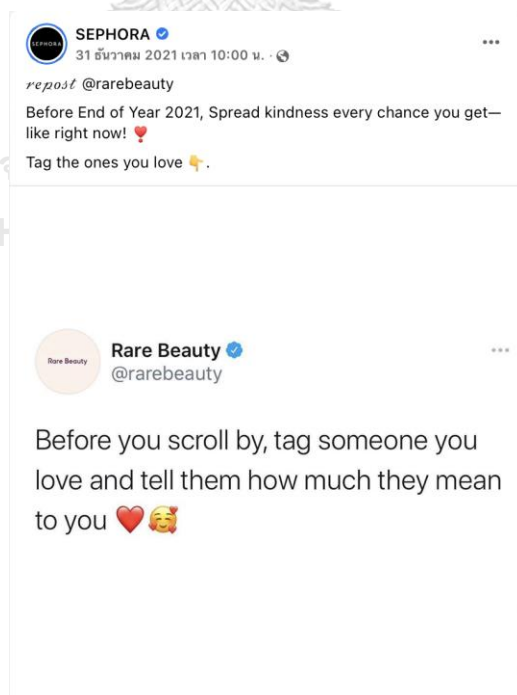 SEPHORA
SEPHORA
31 ธันวาคม 2021 เวลา 10:00 น. ·
𝓇𝑒𝓅𝑜𝓈𝓉 @rarebeauty
Before End of Year 2021, Spread kindness every chance you get—
like right now! ❣️
Tag the ones you love 👇.
Rare Beauty
Rare Beauty
@rarebeauty
Before you scroll by, tag someone you
love and tell them how much they mean
to you ❤️🥰